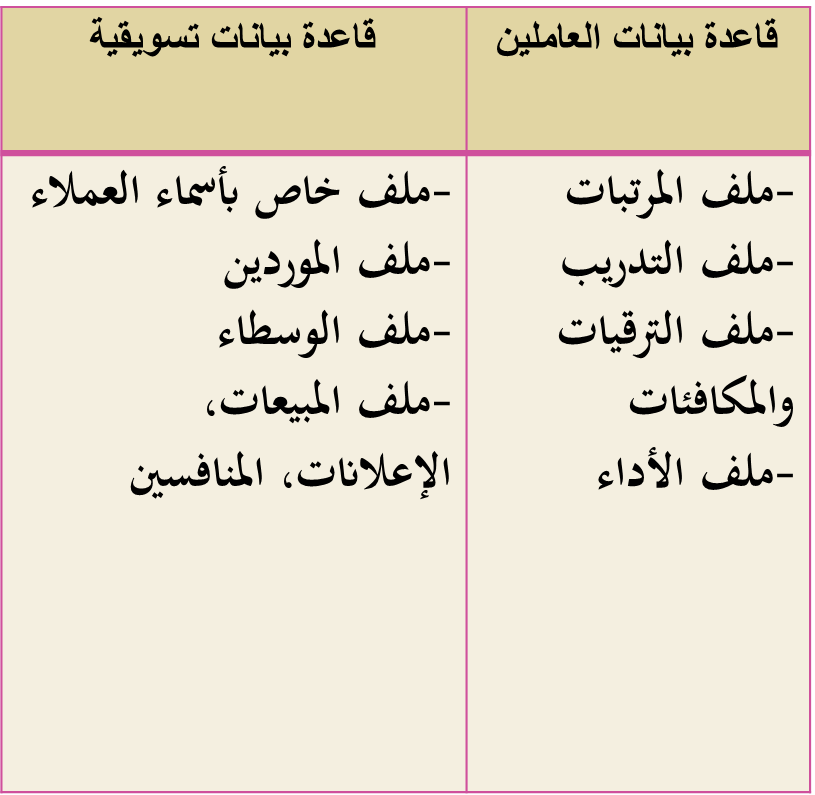 قاعدة بيانات العاملين
-ملف المرتبات
-ملف التدريب
-ملف الترقيات
والمكافئات
-ملف الأداء
قاعدة بيانات تسويقية
-ملف خاص بأسماء العملاء
-ملف الموردين
-ملف الوسطاء
-ملف المبيعات،
الإعلانات، المنافسين